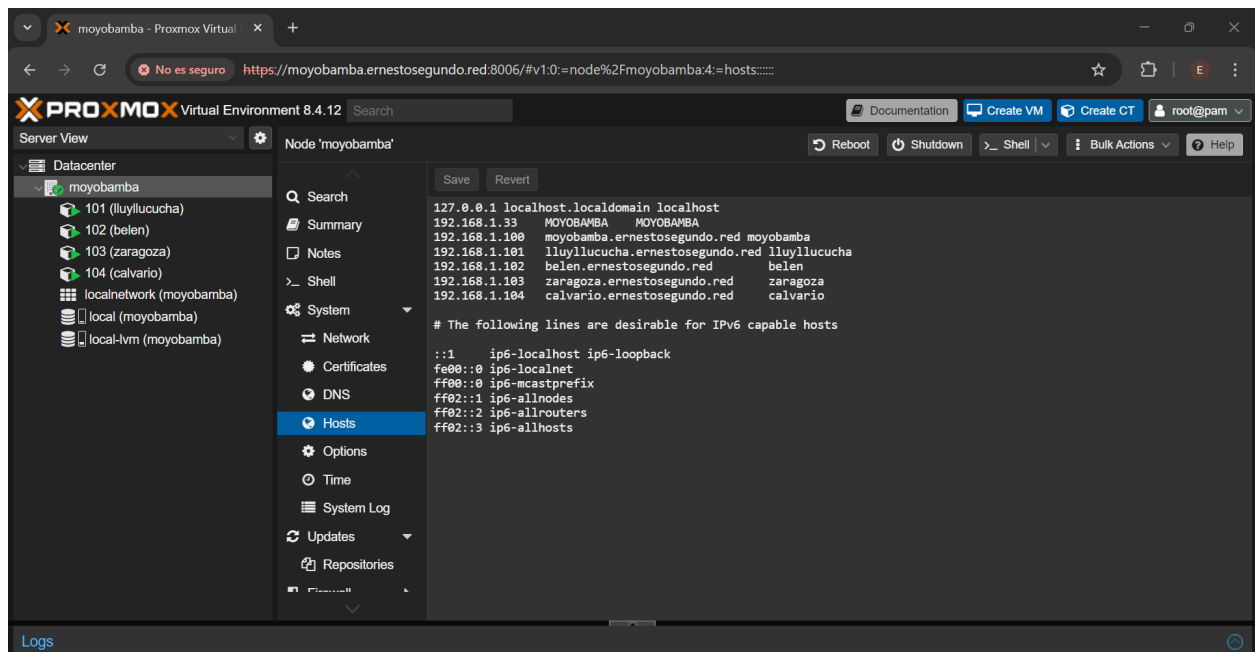 moyobamba - Proxmox Virtual
No es seguro https://moyobamba.ernestosegundo.red:8006/#v1:0:=node%2Fmoyobamba:4:=hosts::::::
E
PROXMOX Virtual Environment 8.4.12 Search
Documentation Create VM Create CT root@pam
Server View
Node 'moyobamba'
Reboot Shutdown >_ Shell Bulk Actions Help
Datacenter
moyobamba
101 (lluyllucucha)
102 (belen)
103 (zaragoza)
104 (calvario)
localnetwork (moyobamba)
local (moyobamba)
local-lvm (moyobamba)
Search
Summary
Notes
>_ Shell
System
Network
Certificates
DNS
Hosts
Options
Time
System Log
Updates
Repositories
Firewall
Save Revert
127.0.0.1 localhost.localdomain localhost
192.168.1.33 MOYOBAMBA MOYOBAMBA
192.168.1.100 moyobamba.ernestosegundo.red moyobamba
192.168.1.101 lluyllucucha.ernestosegundo.red lluyllucucha
192.168.1.102 belen.ernestosegundo.red belen
192.168.1.103 zaragoza.ernestosegundo.red zaragoza
192.168.1.104 calvario.ernestosegundo.red calvario
# The following lines are desirable for IPv6 capable hosts
::1 ip6-localhost ip6-loopback
fe00::0 ip6-localnet
ff00::0 ip6-mcastprefix
ff02::1 ip6-allnodes
ff02::2 ip6-allrouters
ff02::3 ip6-allhosts
Logs